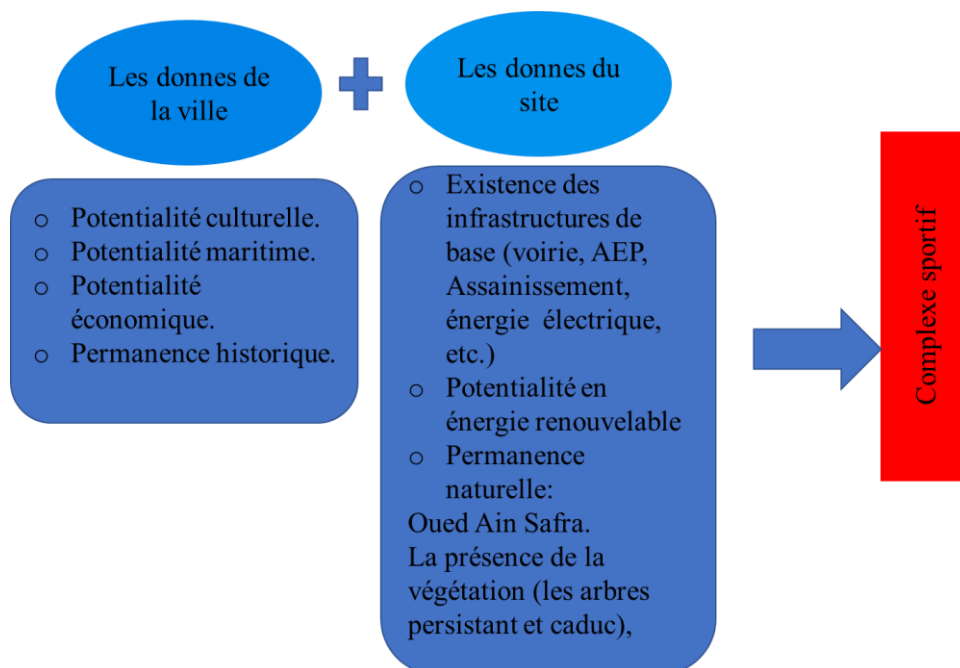 Les donnes de
la ville
Les donnes du
site
o Potentialité culturelle.
o Potentialité maritime.
o Potentialité
économique.
o Permanence historique.
o Existence des
infrastructures de
base (voirie, AEP,
Assainissement,
énergie électrique,
etc.)
o Potentialité en
énergie renouvelable
o Permanence
naturelle:
Oued Ain Safra.
La présence de la
végétation (les arbres
persistant et caduc),
Complexe sportif